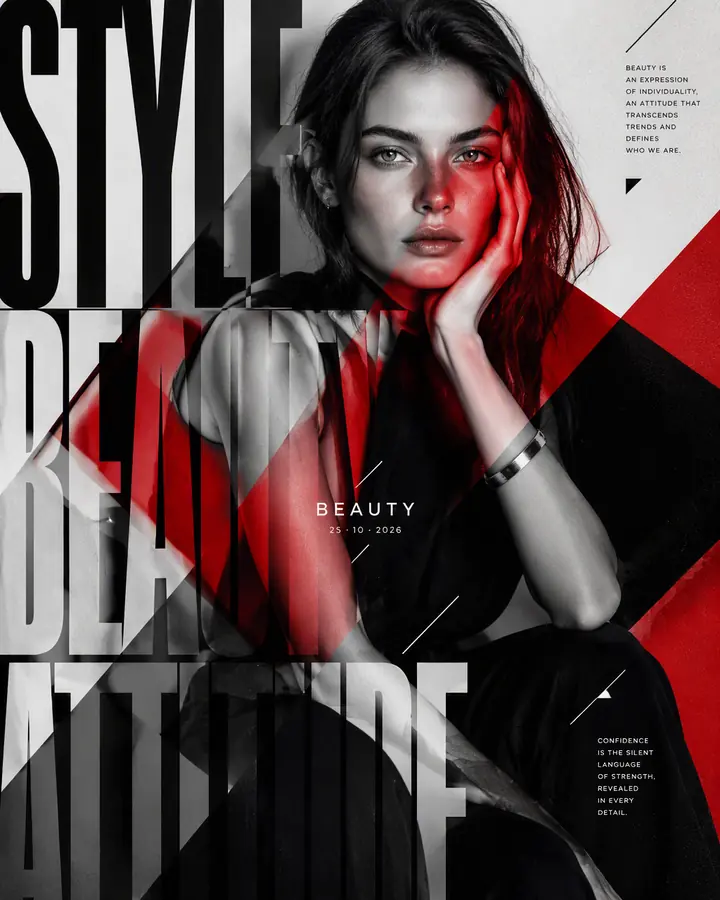 STYLE
BEAUTY IS
AN EXPRESSION
OF INDIVIDUALITY,
AN ATTITUDE THAT
TRANSCENDS
TRENDS AND
DEFINES
WHO WE ARE.
BEAUTY
BEAUTY
25 · 10 · 2026
ATTITUDE
CONFIDENCE
IS THE SILENT
LANGUAGE
OF STRENGTH,
REVEALED
IN EVERY
DETAIL.